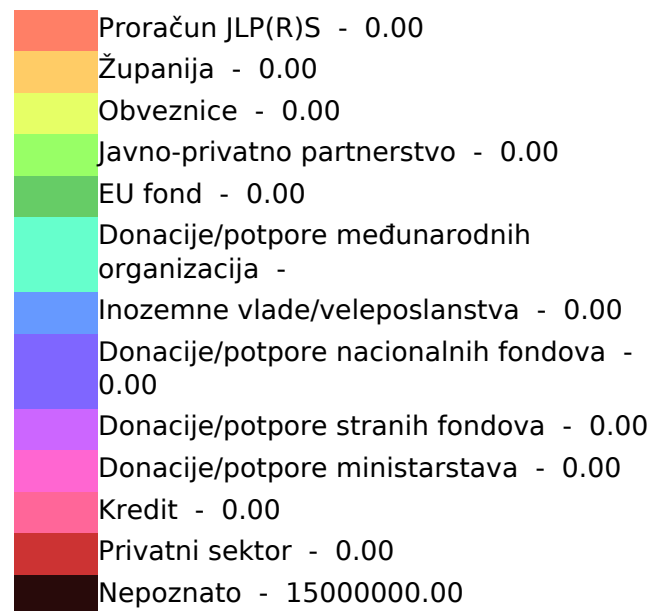 Proračun JLP(R)S - 0.00
Županija - 0.00
Obveznice - 0.00
Javno-privatno partnerstvo - 0.00
EU fond - 0.00
Donacije/potpore međunarodnih
organizacija -
Inozemne vlade/veleposlanstva - 0.00
Donacije/potpore nacionalnih fondova -
0.00
Donacije/potpore stranih fondova - 0.00
Donacije/potpore ministarstava - 0.00
Kredit - 0.00
Privatni sektor - 0.00
Nepoznato - 15000000.00